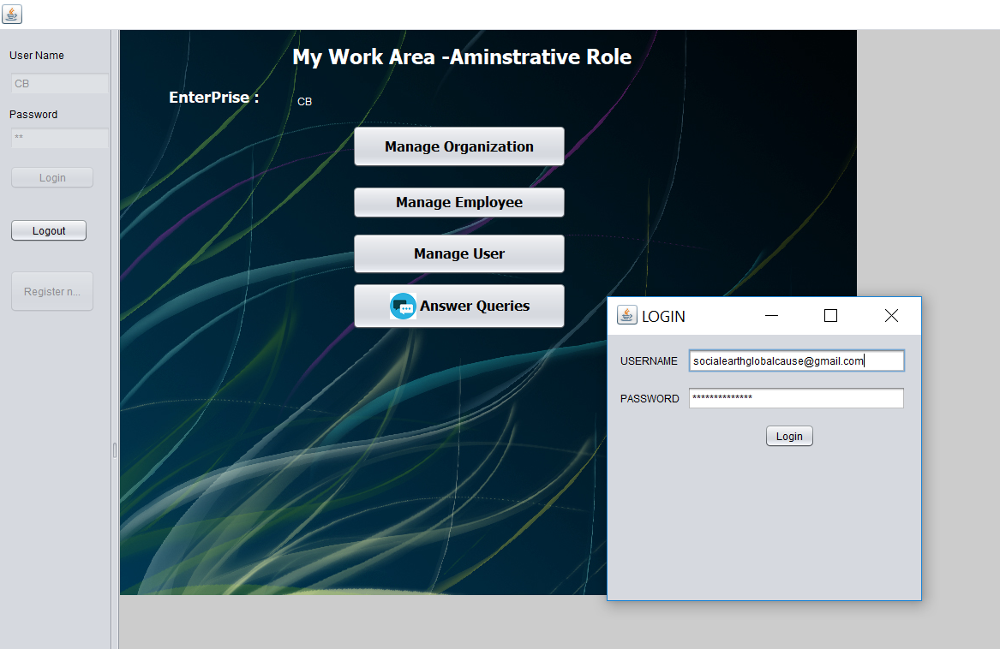 User Name
CB
Password
**
Login
Logout
Register n...
My Work Area -Aminstrative Role
EnterPrise :
CB
Manage Organization
Manage Employee
Manage User
Answer Queries
LOGIN
USERNAME
socialearthglobalcause@gmail.com
PASSWORD
**************
Login